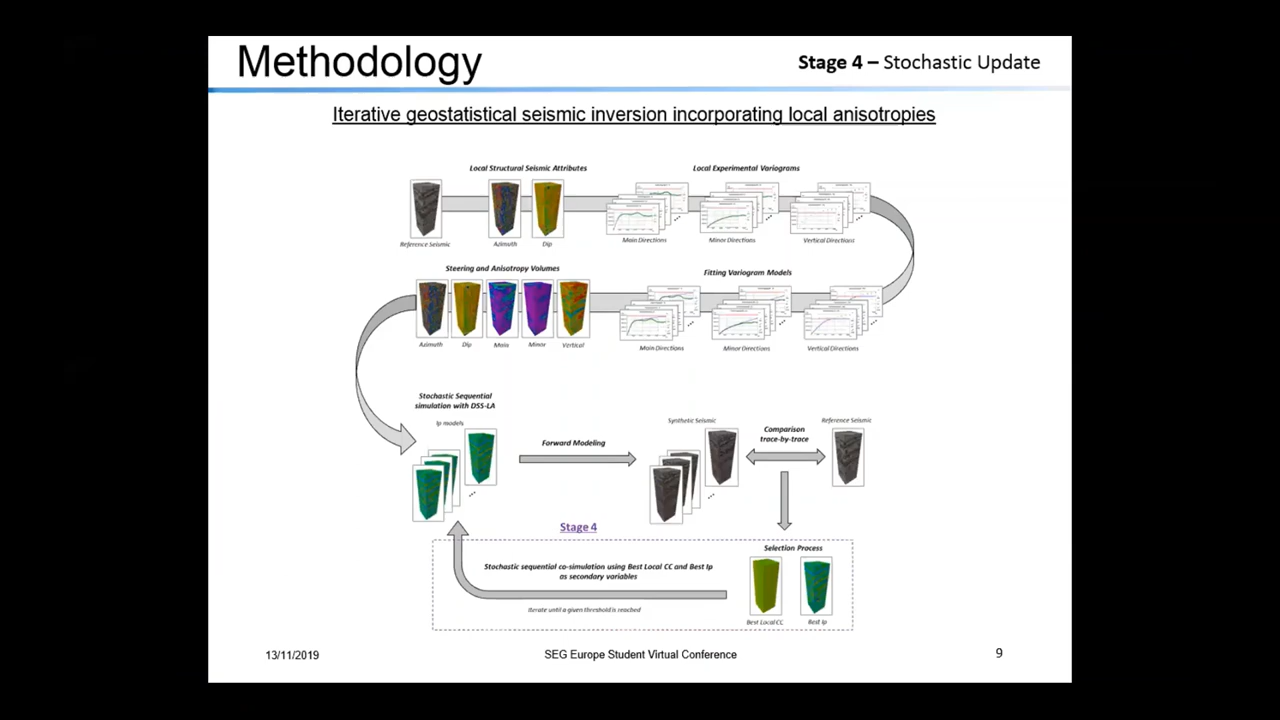 Methodology
Stage 4 – Stochastic Update
Iterative geostatistical seismic inversion incorporating local anisotropies
Local Structural Seismic Attributes
Local Experimental Variograms
Reference Seismic
Azimuth
Dip
Main Directions
Minor Directions
Vertical Directions
Steering and Anisotropy Volumes
Fitting Variogram Models
Azimuth
Dip
Main
Minor
Vertical
Main Directions
Minor Directions
Vertical Directions
Stochastic Sequential
simulation with DSS-LA
Ip models
Forward Modeling
Synthetic Seismic
Comparison
trace-by-trace
Reference Seismic
Stage 4
Selection Process
Stochastic sequential co-simulation using Best Local CC and Best Ip
as secondary variables
Iterate until a given threshold is reached
Best Local CC
Best Ip
13/11/2019
SEG Europe Student Virtual Conference
9